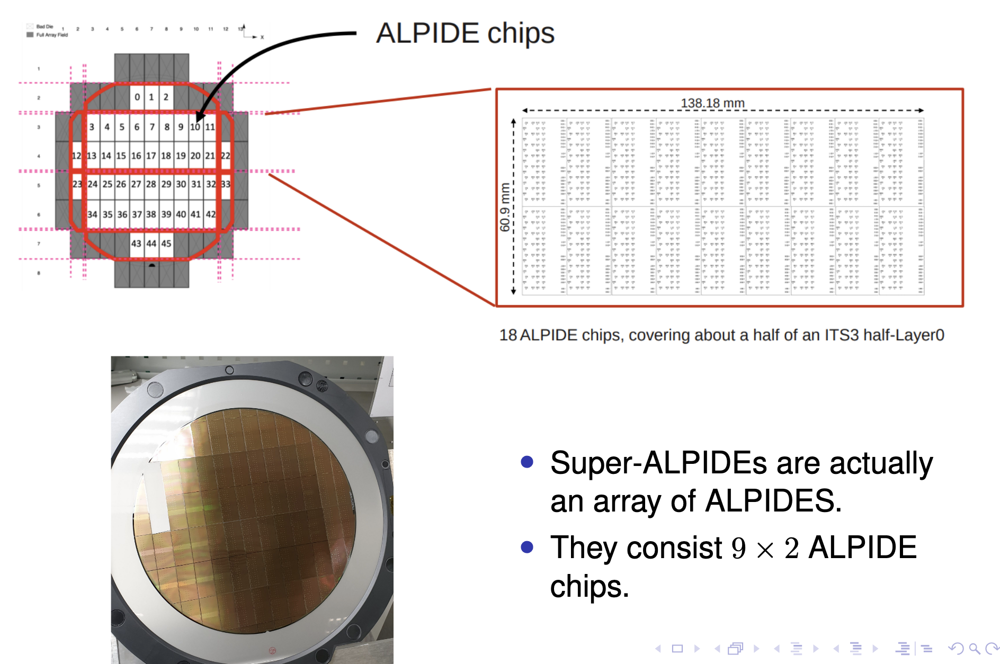 ALPIDE chips
Bad Die
Full Array Field
1 2 3 4 5 6 7 8 9 10 11 12 13
X
1
2
0 1 2
3
3 4 5 6 7 8 9 10 11
4
12 13 14 15 16 17 18 19 20 21 22
5
23 24 25 26 27 28 29 30 31 32 33
6
34 35 36 37 38 39 40 41 42
7
43 44 45
8
138.18 mm
60.9 mm
18 ALPIDE chips, covering about a half of an ITS3 half-Layer0
Super-ALPIDEs are actually
an array of ALPIDES.
They consist 9 × 2 ALPIDE
chips.